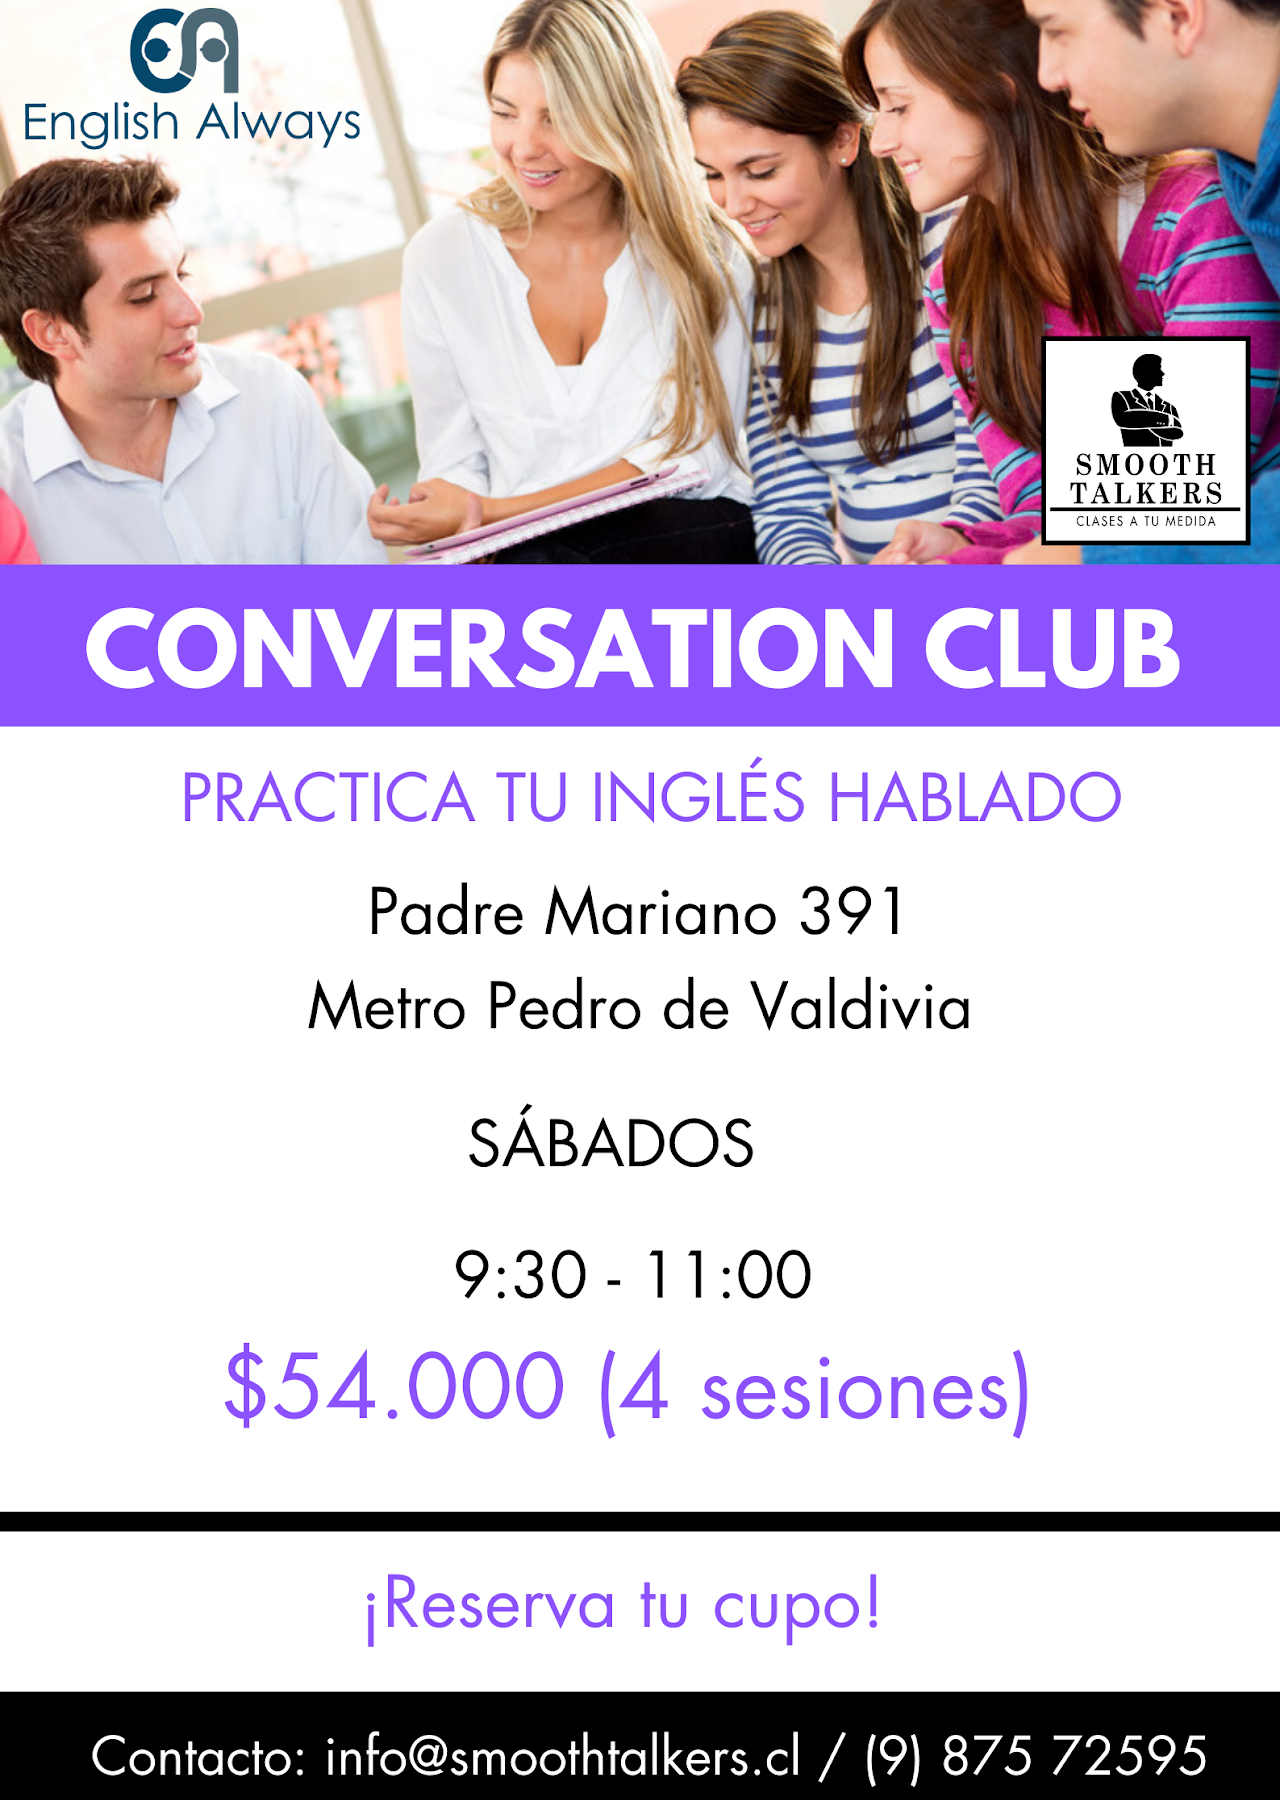 English Always
SMOOTH
TALKERS
CLASES A TU MEDIDA
CONVERSATION CLUB
PRACTICA TU INGLÉS HABLADO
Padre Mariano 391
Metro Pedro de Valdivia
SÁBADOS
9:30 - 11:00
$54.000 (4 sesiones)
¡Reserva tu cupo!
Contacto: info@smoothtalkers.cl / (9) 875 72595